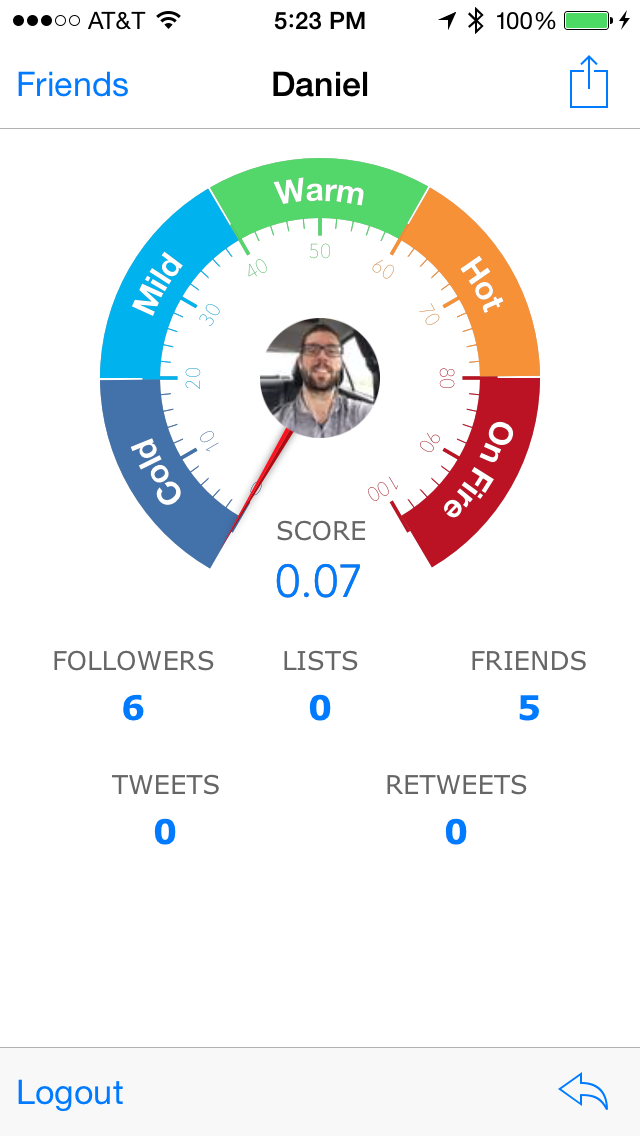 AT&T 5:23 PM 100%
Friends Daniel
Warm
Mild
Hot
Cold
On Fire
0
10
20
30
40
50
60
70
80
90
100
SCORE
0.07
FOLLOWERS LISTS FRIENDS
6 0 5
TWEETS RETWEETS
0 0
Logout